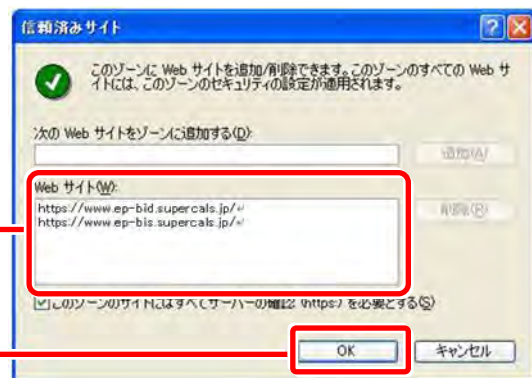 信頼済みサイト
このゾーンに Web サイトを追加/削除できます。このゾーンのすべての Web サ
イトには、このゾーンのセキュリティの設定が適用されます。
次の Web サイトをゾーンに追加する(D):
追加(A)
Web サイト(W):
https://www.ep-bid.supercals.jp/↵
https://www.ep-bis.supercals.jp/↵
削除(R)
このゾーンのサイトにはすべてサーバーの確認 (https:) を必要とする(S)
OK
キャンセル